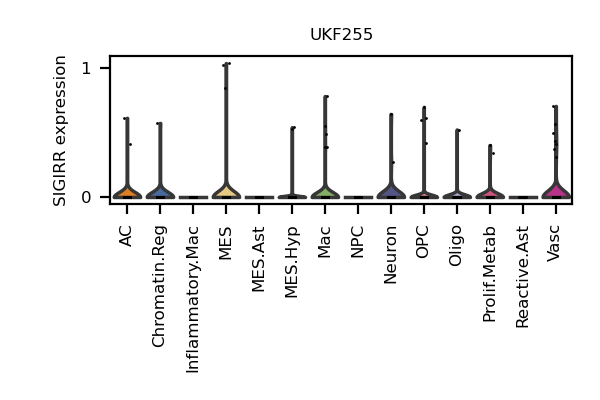 UKF255
SIGIRR expression
1
0
AC
Chromatin.Reg
Inflammatory.Mac
MES
MES.Ast
MES.Hyp
Mac
NPC
Neuron
OPC
Oligo
Prolif.Metab
Reactive.Ast
Vasc